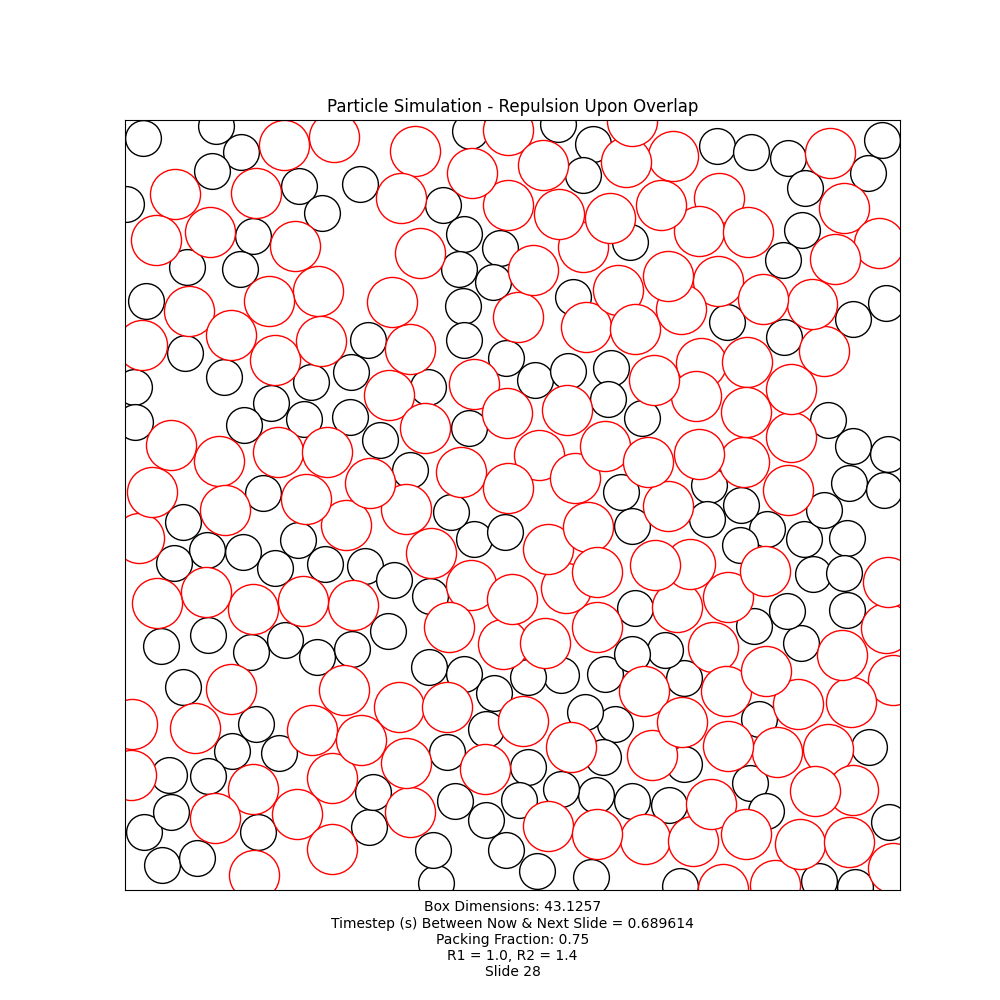 Particle Simulation - Repulsion Upon Overlap
Box Dimensions: 43.1257
Timestep (s) Between Now & Next Slide = 0.689614
Packing Fraction: 0.75
R1 = 1.0, R2 = 1.4
Slide 28